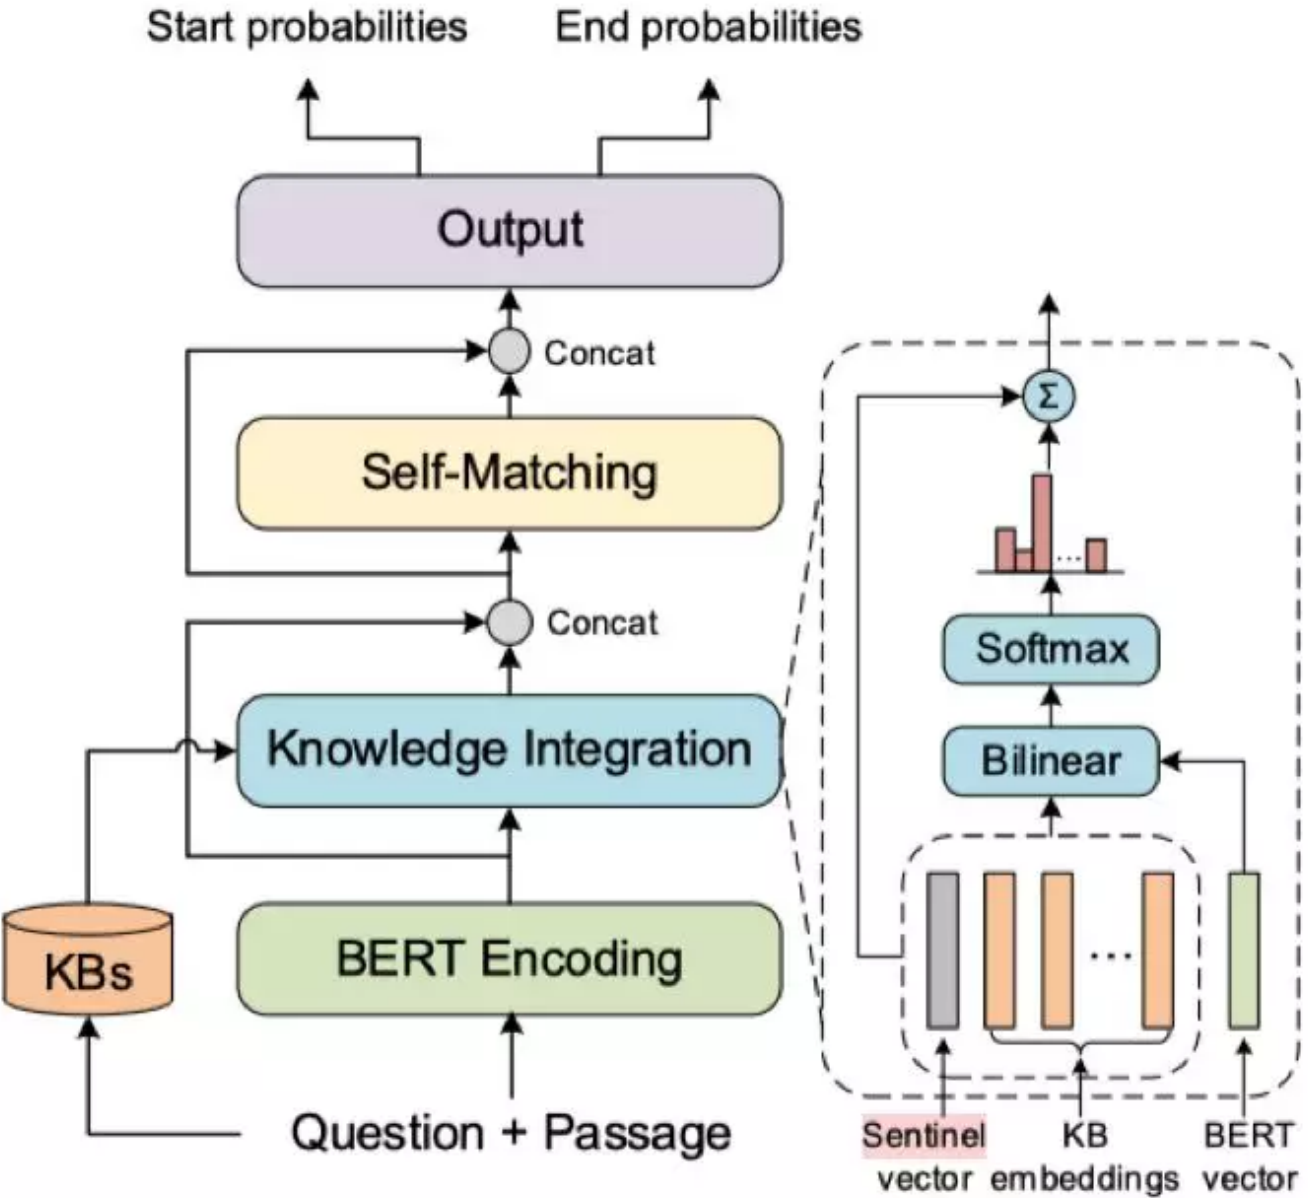 Start probabilities End probabilities
Output
Concat
Σ
Self-Matching
...
Concat
Softmax
Knowledge Integration
Bilinear
KBs
BERT Encoding
...
Question + Passage
Sentinel vector
KB embeddings
BERT vector